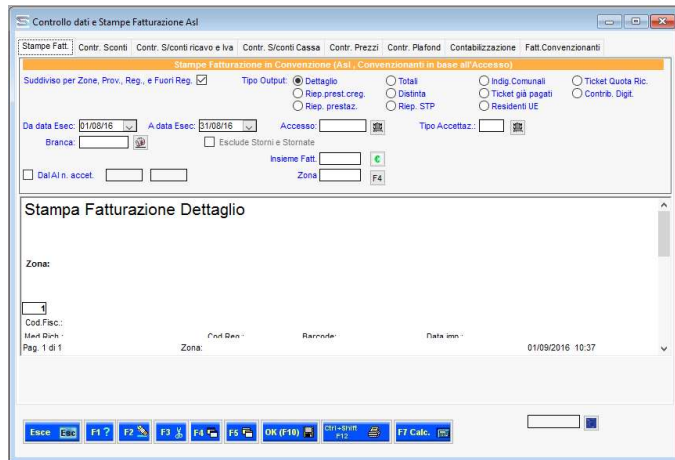 Controllo dati e Stampe Fatturazione Asl
Stampe Fatt. Contr. Sconti Contr. S/conti ricavo e Iva Contr. S/conti Cassa Contr. Prezzi Contr. Plafond Contabilizzazione Fatt.Convenzionanti
Stampe Fatturazione in Convenzione (Asl , Convenzionanti in base all'Accesso)
Suddiviso per Zone, Prov., Reg., e Fuori Reg. Tipo Output: Dettaglio Totali Indig.Comunali Ticket Quota Ric.
Riep.prest.creg. Distinta Ticket già pagati Contrib. Digit.
Riep. prestaz. Riep. STP Residenti UE
Da data Esec: 01/08/16 A data Esec: 31/08/16 Accesso: Tipo Accettaz.:
Branca: Esclude Storni e Stornate
Insieme Fatt. €
Dal Al n. accet. Zona F4
Stampa Fatturazione Dettaglio
Zona:
1
Cod.Fisc.:
Med.Rich.: Cod.Reg.: Barcode: Data imp.:
Pag. 1 di 1 Zona: 01/09/2016 10:37
Esce Esc F1 ? F2 F3 F4 F5 OK (F10) Ctrl+Shift F12 F7 Calc.